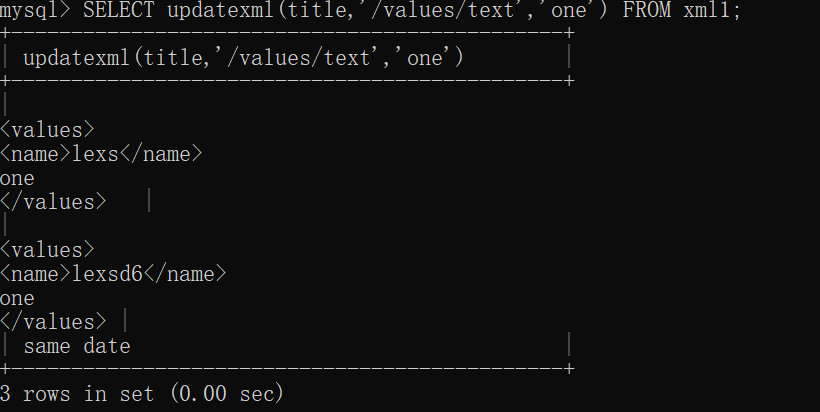 mysql> SELECT updatexml(title,'/values/text','one') FROM xml1;
+----------------------------------------------+
| updatexml(title,'/values/text','one')        |
+----------------------------------------------+
|
<values>
<name>lexs</name>
one
</values>   |
|
<values>
<name>lexsd6</name>
one
</values> |
| same date                                    |
+----------------------------------------------+
3 rows in set (0.00 sec)